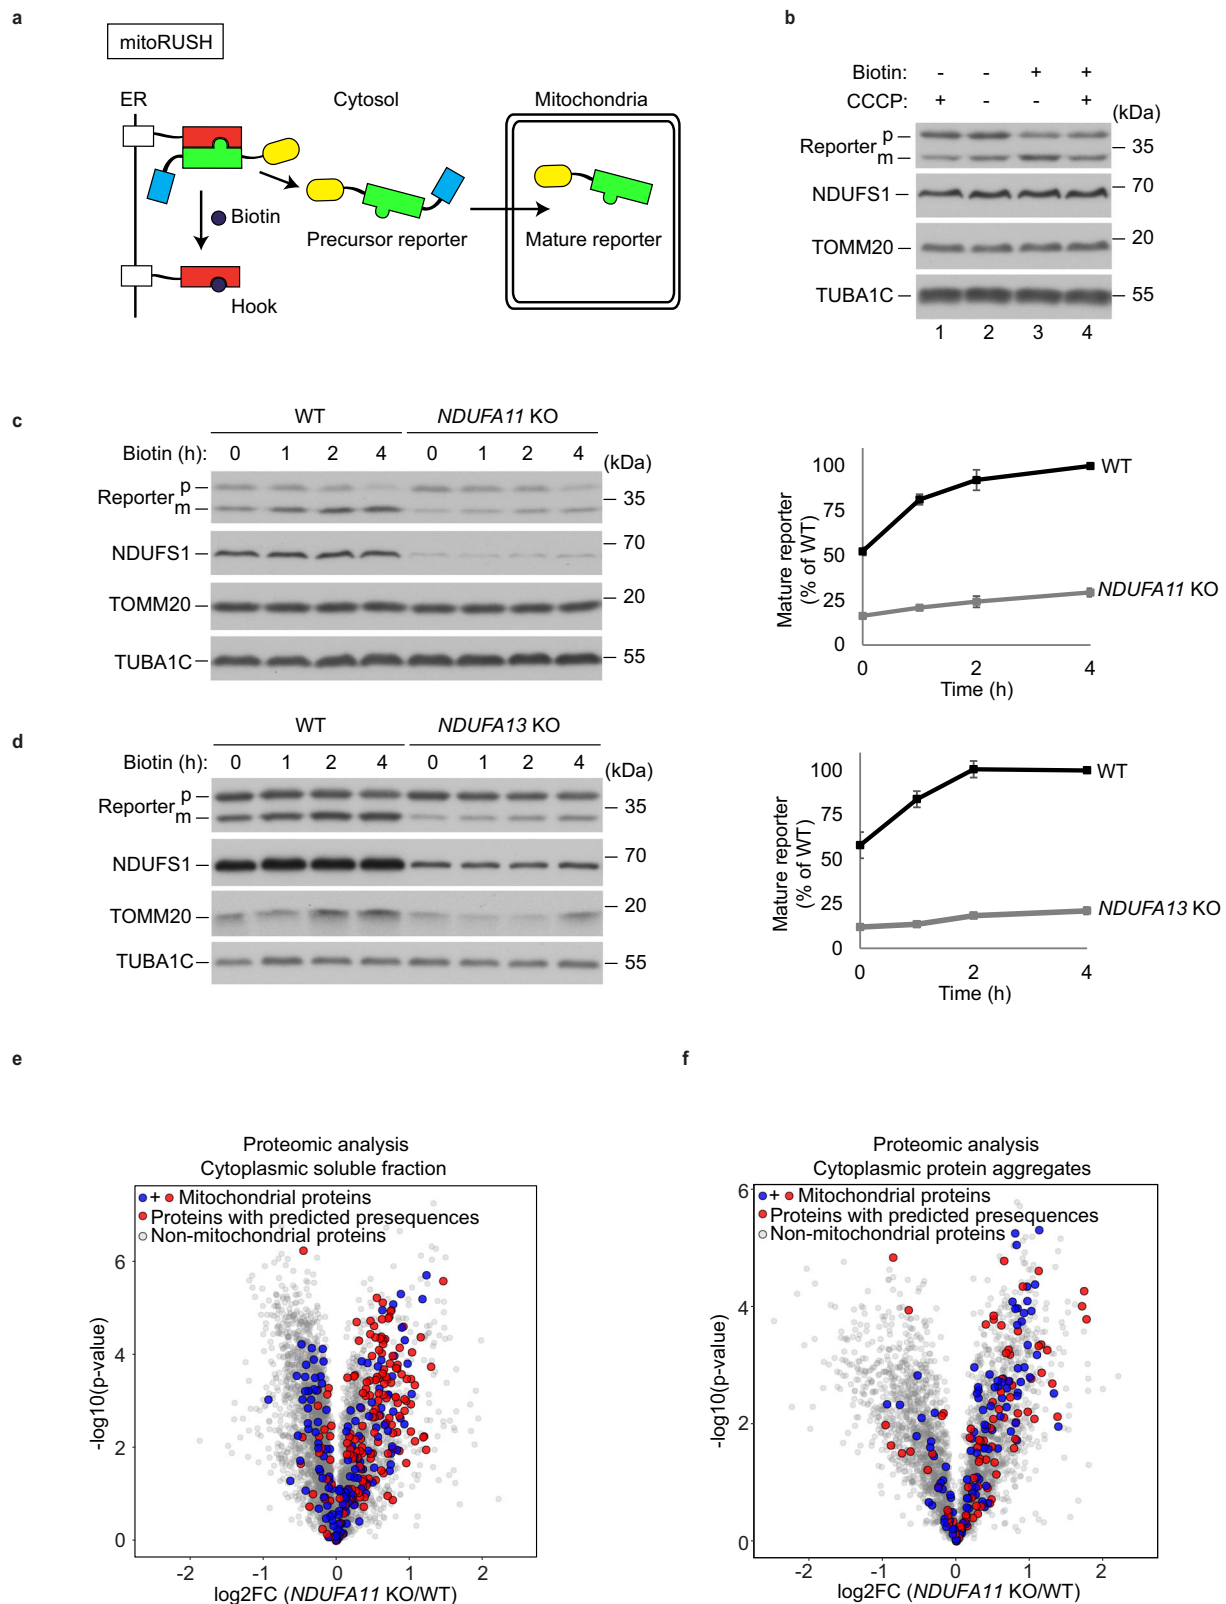 a
mitoRUSH
ER
Cytosol
Mitochondria
Biotin
Precursor reporter
Mature reporter
Hook
b
Biotin: - - + +
CCCP: + - - +
(kDa)
Reporter
p
m
35
NDUFS1
70
TOMM20
20
TUBA1C
55
1 2 3 4
c
WT
NDUFA11 KO
Biotin (h): 0 1 2 4 0 1 2 4
(kDa)
Reporter
p
m
35
NDUFS1
70
TOMM20
20
TUBA1C
55
Mature reporter
(% of WT)
100
75
50
25
0
WT
NDUFA11 KO
0 2 4
Time (h)
d
WT
NDUFA13 KO
Biotin (h): 0 1 2 4 0 1 2 4
(kDa)
Reporter
p
m
35
NDUFS1
70
TOMM20
20
TUBA1C
55
Mature reporter
(% of WT)
100
75
50
25
0
WT
NDUFA13 KO
0 2 4
Time (h)
e
Proteomic analysis
Cytoplasmic soluble fraction
+ Mitochondrial proteins
Proteins with predicted presequences
Non-mitochondrial proteins
-log10(p-value)
6
4
2
0
-2 -1 0 1 2
log2FC (NDUFA11 KO/WT)
f
Proteomic analysis
Cytoplasmic protein aggregates
+ Mitochondrial proteins
Proteins with predicted presequences
Non-mitochondrial proteins
-log10(p-value)
6
4
2
0
-2 -1 0 1 2
log2FC (NDUFA11 KO/WT)